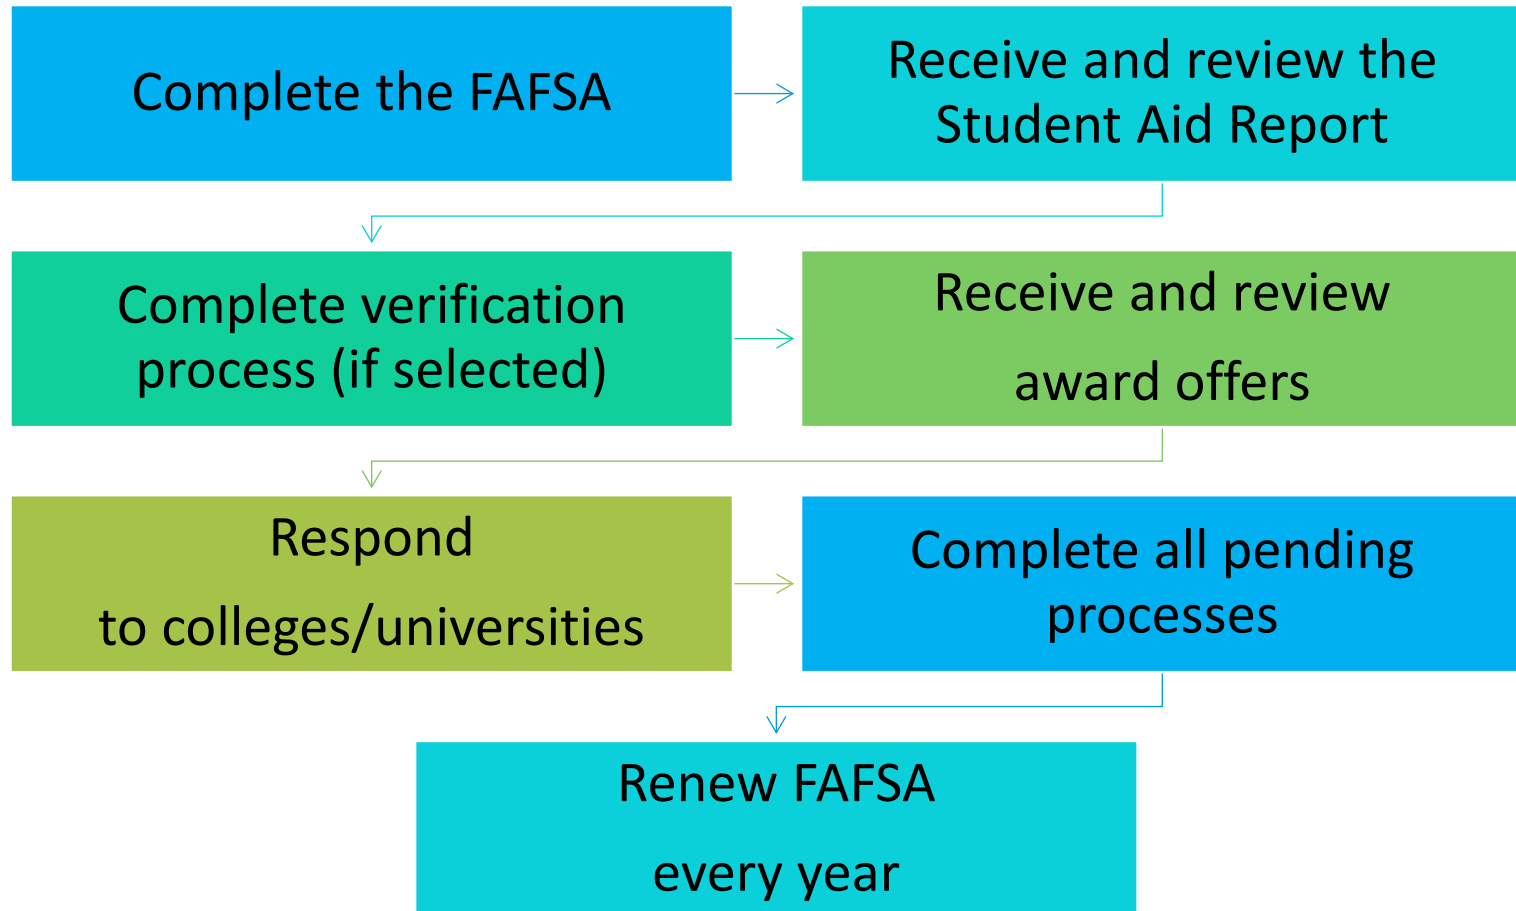 Complete the FAFSA
Receive and review the
Student Aid Report
Complete verification
process (if selected)
Receive and review
award offers
Respond
to colleges/universities
Complete all pending
processes
Renew FAFSA
every year